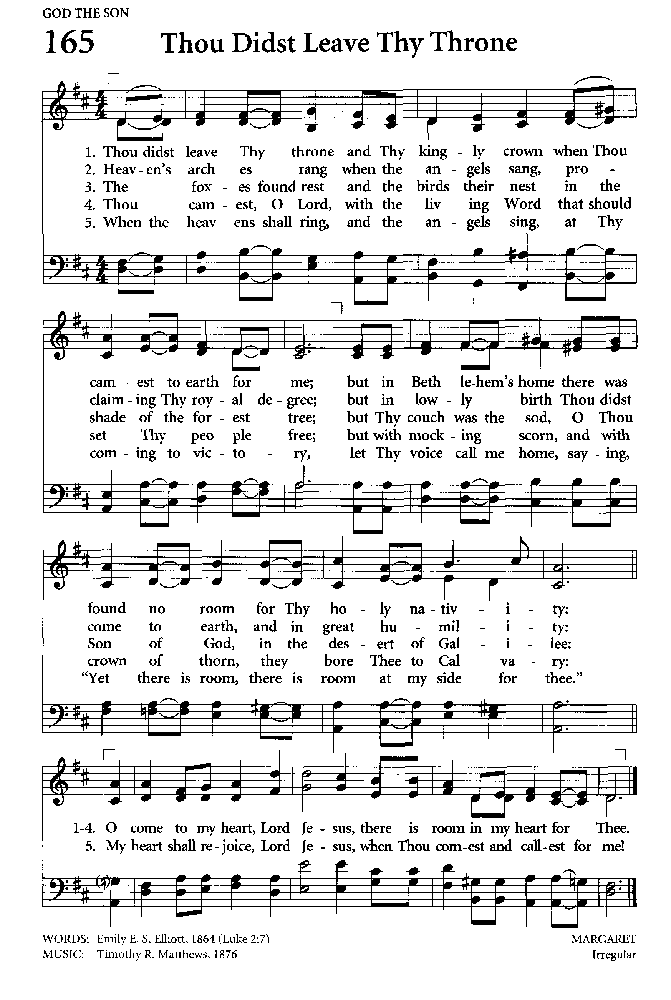 GOD THE SON
165 Thou Didst Leave Thy Throne
1. Thou didst leave Thy throne and Thy king - ly crown when Thou
2. Heav - en's arch - es rang when the an - gels sang, pro -
3. The fox - es found rest and the birds their nest in the
4. Thou cam - est, O Lord, with the liv - ing Word that should
5. When the heav - ens shall ring, and the an - gels sing, at Thy
cam - est to earth for me; but in Beth - le-hem's home there was
claim - ing Thy roy - al de - gree; but in low - ly birth Thou didst
shade of the for - est tree; but Thy couch was the sod, O Thou
set Thy peo - ple free; but with mock - ing scorn, and with
com - ing to vic - to - ry, let Thy voice call me home, say - ing,
found no room for Thy ho - ly na - tiv - i - ty:
come to earth, and in great hu - mil - i - ty:
Son of God, in the des - ert of Gal - i - lee:
crown of thorn, they bore Thee to Cal - va - ry:
“Yet there is room, there is room at my side for thee.”
1-4. O come to my heart, Lord Je - sus, there is room in my heart for Thee.
5. My heart shall re - joice, Lord Je - sus, when Thou com-est and call-est for me!
WORDS: Emily E. S. Elliott, 1864 (Luke 2:7) MARGARET
MUSIC: Timothy R. Matthews, 1876 Irregular